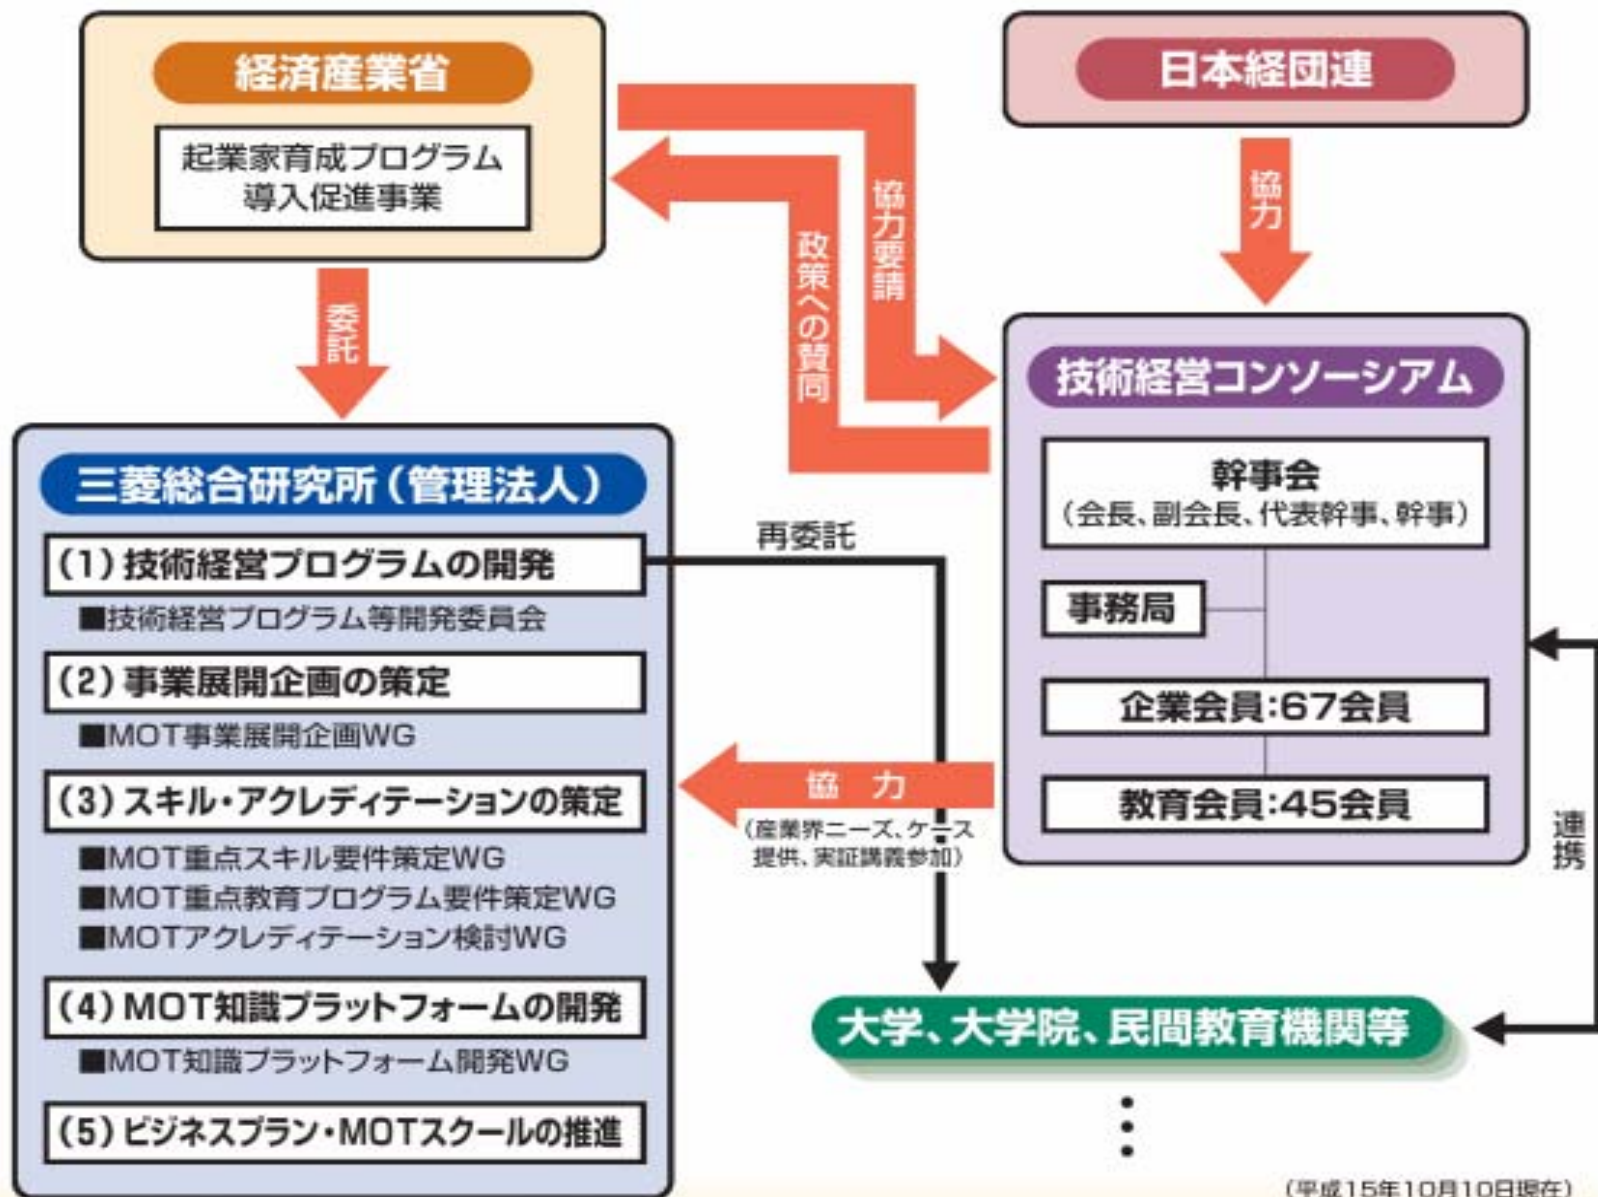 経済産業省
起業家育成プログラム
導入促進事業
日本経団連
協力要請
政策への賛同
協力
委託
三菱総合研究所(管理法人)
(1)技術経営プログラムの開発
■技術経営プログラム等開発委員会
(2)事業展開企画の策定
■MOT事業展開企画WG
(3)スキル・アクレディテーションの策定
■MOT重点スキル要件策定WG
■MOT重点教育プログラム要件策定WG
■MOTアクレディテーション検討WG
(4)MOT知識プラットフォームの開発
■MOT知識プラットフォーム開発WG
(5)ビジネスプラン・MOTスクールの推進
再委託
技術経営コンソーシアム
幹事会
(会長、副会長、代表幹事、幹事)
事務局
企業会員:67会員
教育会員:45会員
協 力
(産業界ニーズ、ケース
提供、実証講義参加)
連携
大学、大学院、民間教育機関等
(平成15年10月10日現在)